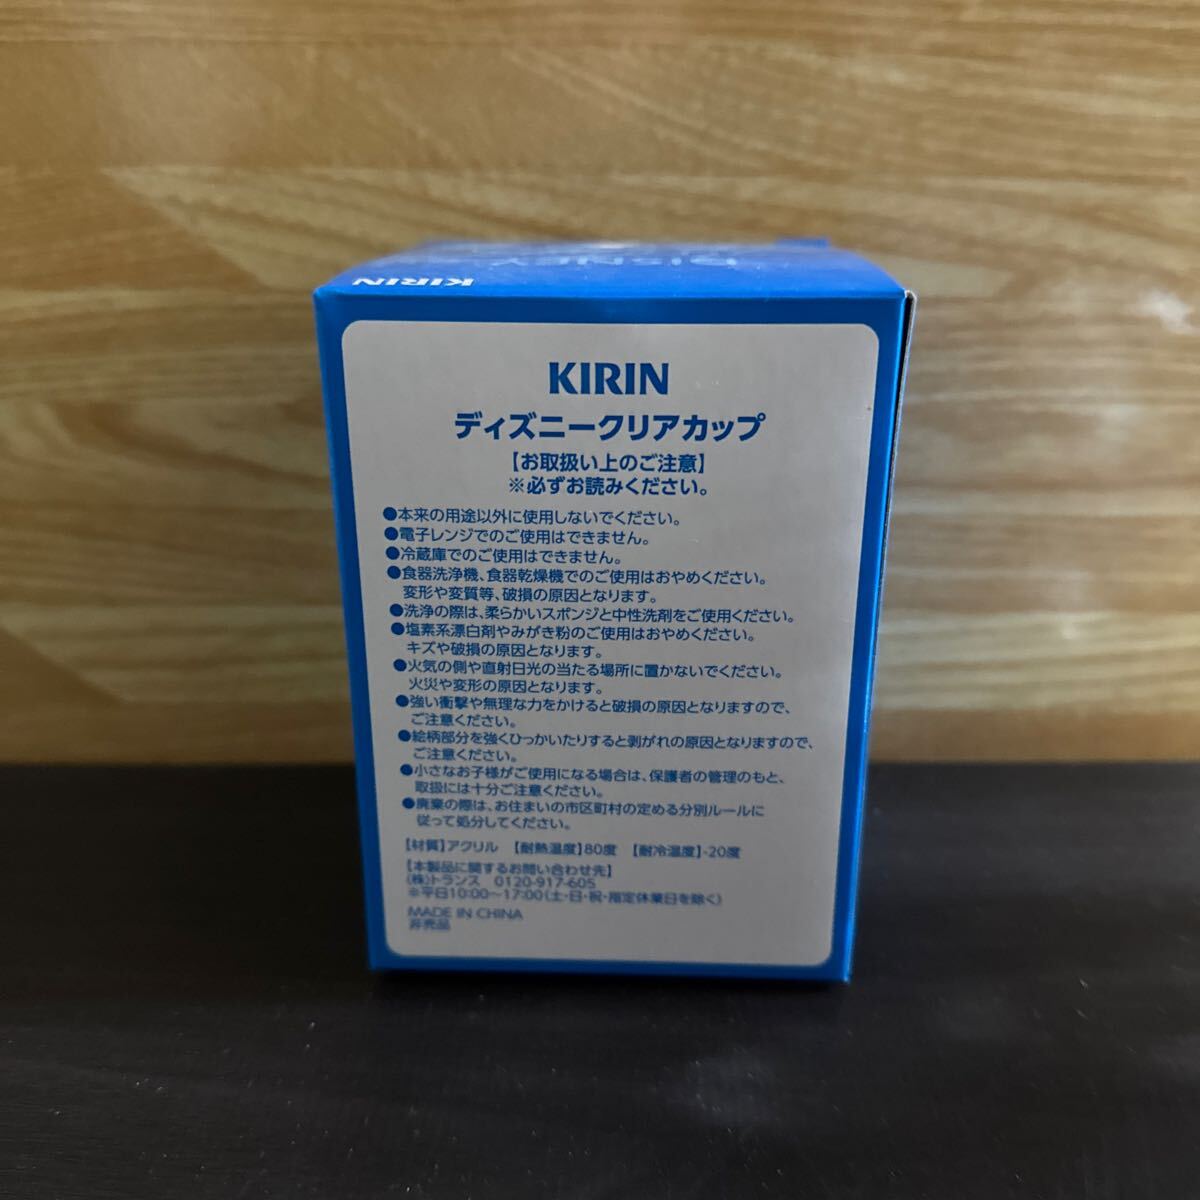 DisNEY
KIRIN
KIRIN
ディズニークリアカップ
【お取扱い上のご注意】
※必ずお読みください。
●本来の用途以外に使用しないでください。
●電子レンジでのご使用はできません。
●冷蔵庫でのご使用はできません。
●食器洗浄機、食器乾燥機でのご使用はおやめください。
変形や変質等、破損の原因となります。
●洗浄の際は、柔らかいスポンジと中性洗剤をご使用ください。
●塩素系漂白剤やみがき粉のご使用はおやめください。
キズや破損の原因となります。
●火気の側や直射日光の当たる場所に置かないでください。
火災や変形の原因となります。
●強い衝撃や無理な力をかけると破損の原因となりますので、
ご注意ください。
●絵柄部分を強くひっかいたりすると剥がれの原因となりますので、
ご注意ください。
●小さなお子様がご使用になる場合は、保護者の管理のもと、
取扱には十分ご注意ください。
●廃棄の際は、お住まいの市区町村の定める分別ルールに
従って処分してください。
【材質】アクリル 【耐熱温度】80度 【耐冷温度】-20度
【本製品に関するお問い合わせ先】
(株)トランス 0120-917-605
※平日10:00〜17:00(土・日・祝・指定休業日を除く)
MADE IN CHINA
非売品